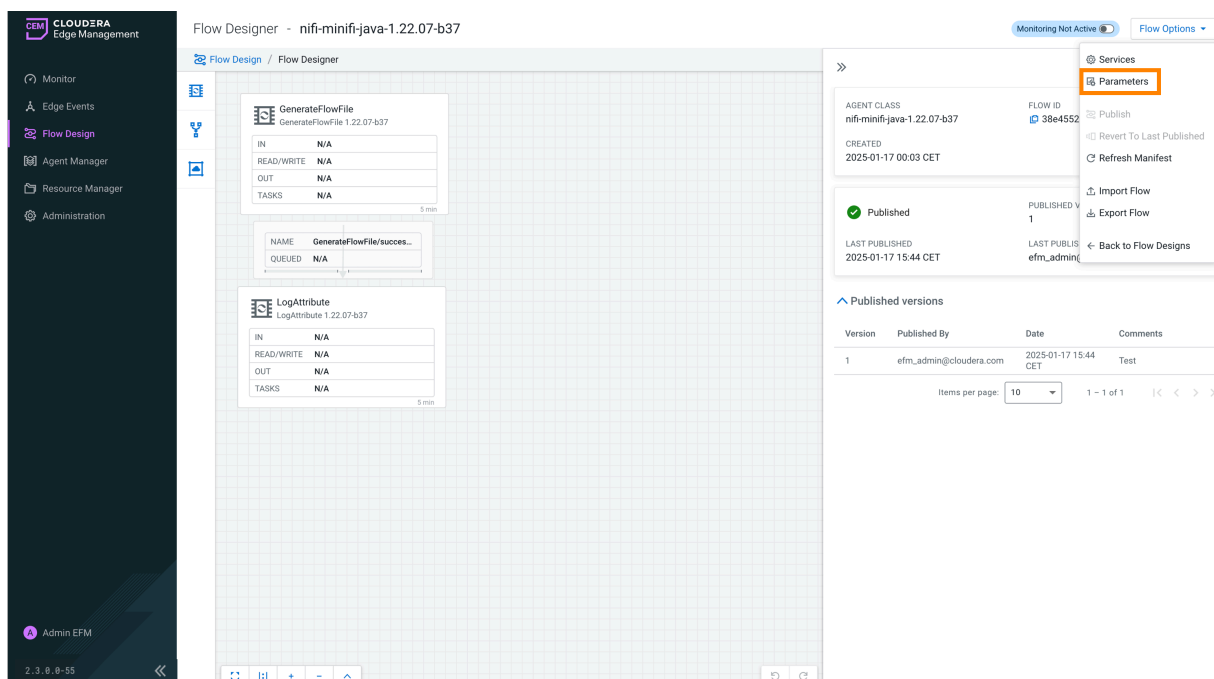 CEM CLOUDERA
Edge Management
Monitor
Edge Events
Flow Design
Agent Manager
Resource Manager
Administration
A Admin EFM
2.3.0.0-55
Flow Designer - nifi-minifi-java-1.22.07-b37
Monitoring Not Active
Flow Options
Flow Design / Flow Designer
GenerateFlowFile
GenerateFlowFile 1.22.07-b37
IN N/A
READ/WRITE N/A
OUT N/A
TASKS N/A
5 min
NAME GenerateFlowFile/succes...
QUEUED N/A
LogAttribute
LogAttribute 1.22.07-b37
IN N/A
READ/WRITE N/A
OUT N/A
TASKS N/A
5 min
Services
Parameters
Publish
Revert To Last Published
Refresh Manifest
Import Flow
Export Flow
Back to Flow Designs
AGENT CLASS FLOW ID
nifi-minifi-java-1.22.07-b37 38e4552
CREATED
2025-01-17 00:03 CET
Published
PUBLISHED V
1
LAST PUBLISHED LAST PUBLIS
2025-01-17 15:44 CET efm_admin@
Published versions
Version Published By Date Comments
1 efm_admin@cloudera.com 2025-01-17 15:44 CET Test
Items per page: 10 1 – 1 of 1